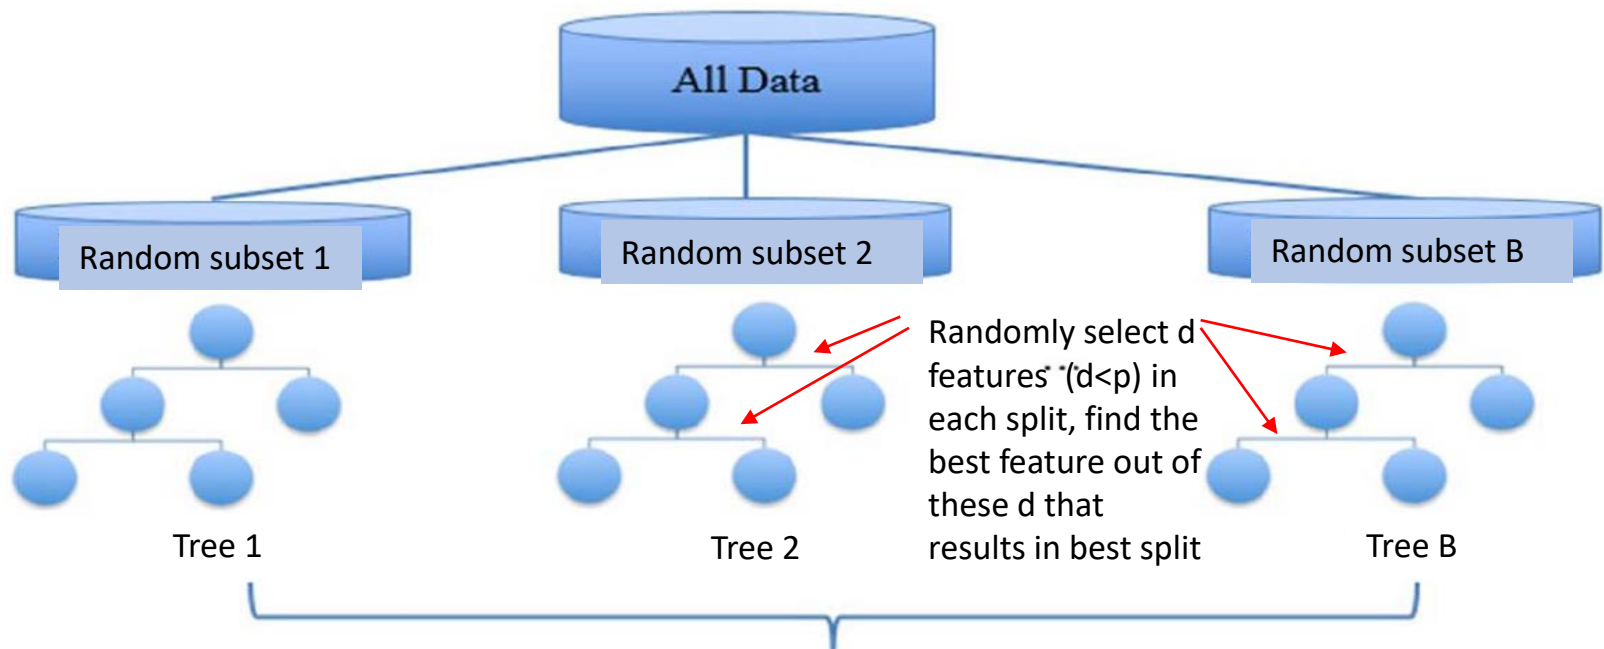 All Data
Random subset 1
Random subset 2
Random subset B
Randomly select d
features ... (d<p) in
each split, find the
best feature out of
these d that
results in best split
Tree 1
Tree 2
Tree B